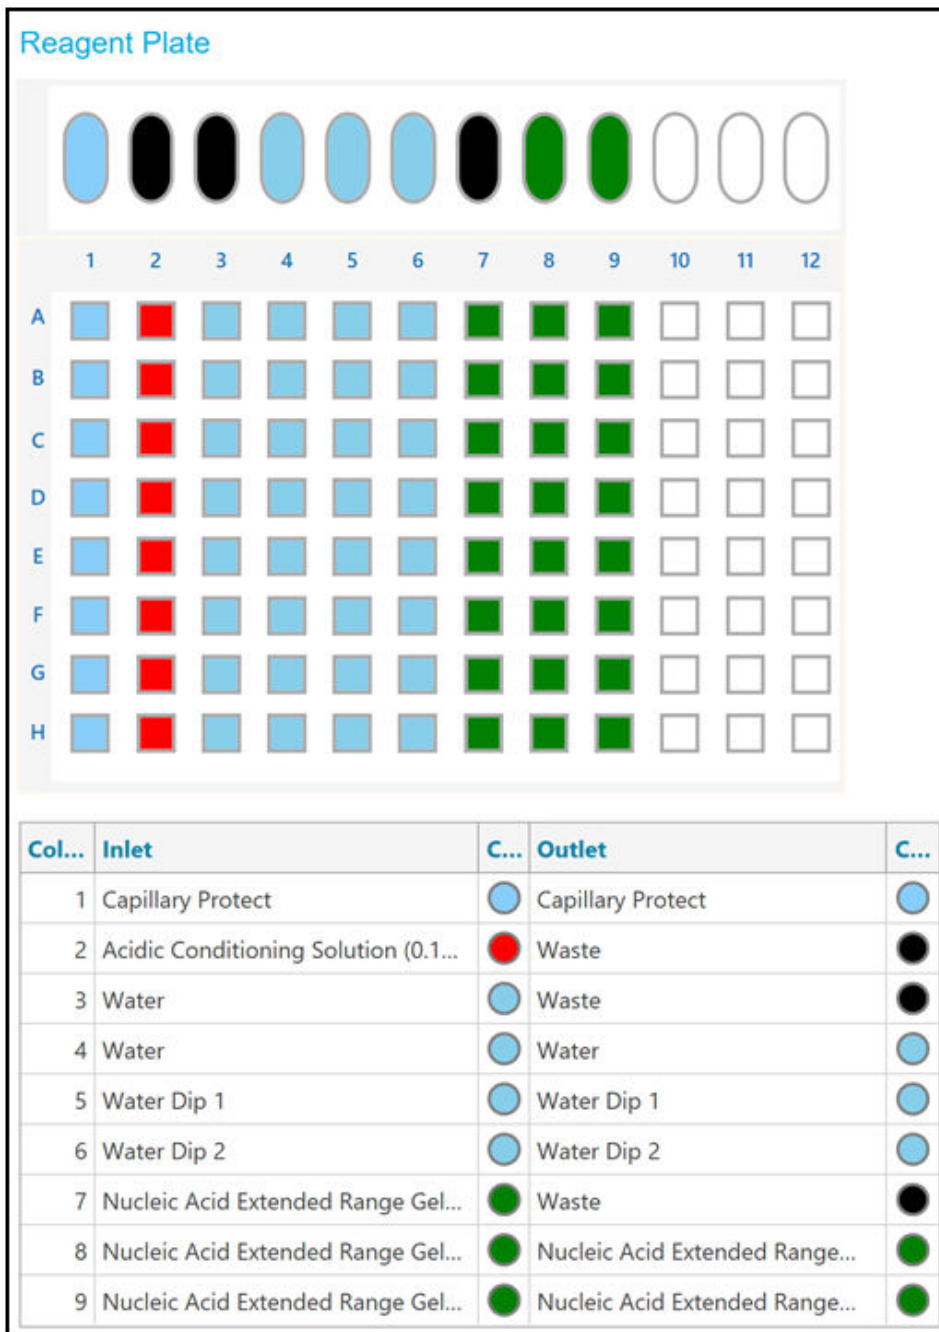 Reagent Plate
1 2 3 4 5 6 7 8 9 10 11 12
A
B
C
D
E
F
G
H
Col... Inlet C... Outlet C...
1 Capillary Protect Capillary Protect
2 Acidic Conditioning Solution (0.1... Waste
3 Water Waste
4 Water Water
5 Water Dip 1 Water Dip 1
6 Water Dip 2 Water Dip 2
7 Nucleic Acid Extended Range Gel... Waste
8 Nucleic Acid Extended Range Gel... Nucleic Acid Extended Range...
9 Nucleic Acid Extended Range Gel... Nucleic Acid Extended Range...